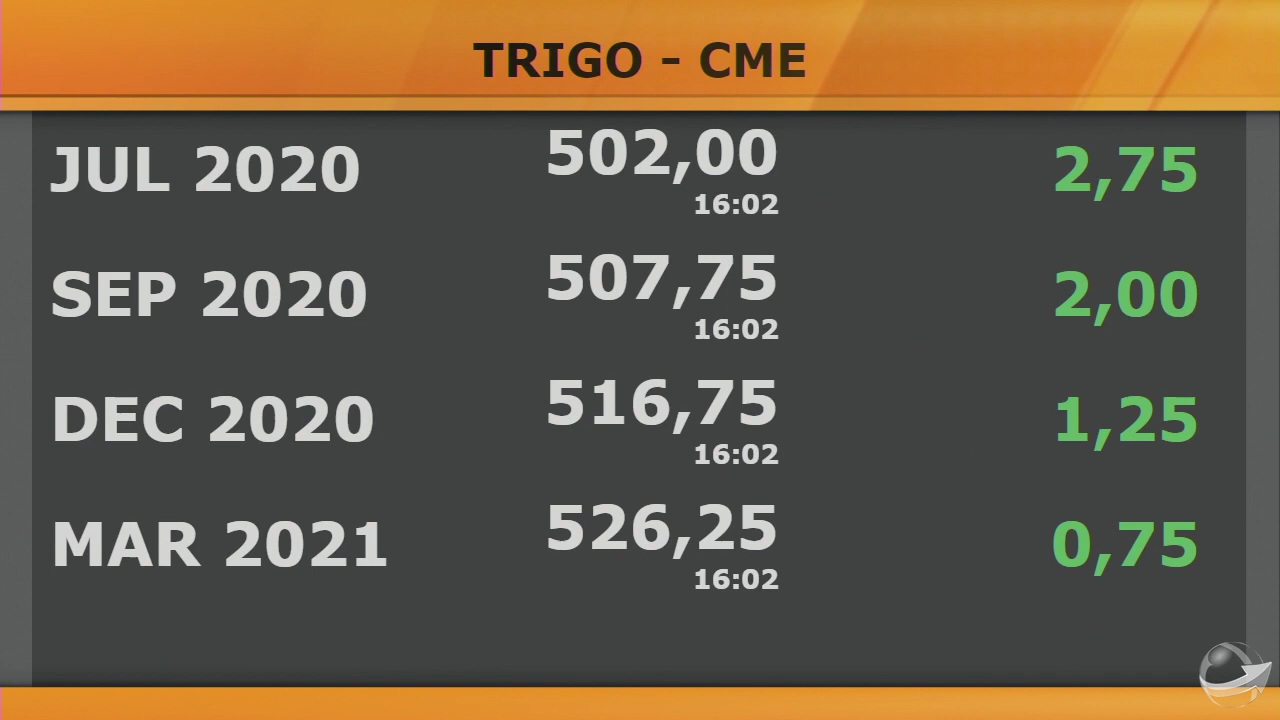 TRIGO - CME
JUL 2020 502,00 2,75
16:02
SEP 2020 507,75 2,00
16:02
DEC 2020 516,75 1,25
16:02
MAR 2021 526,25 0,75
16:02